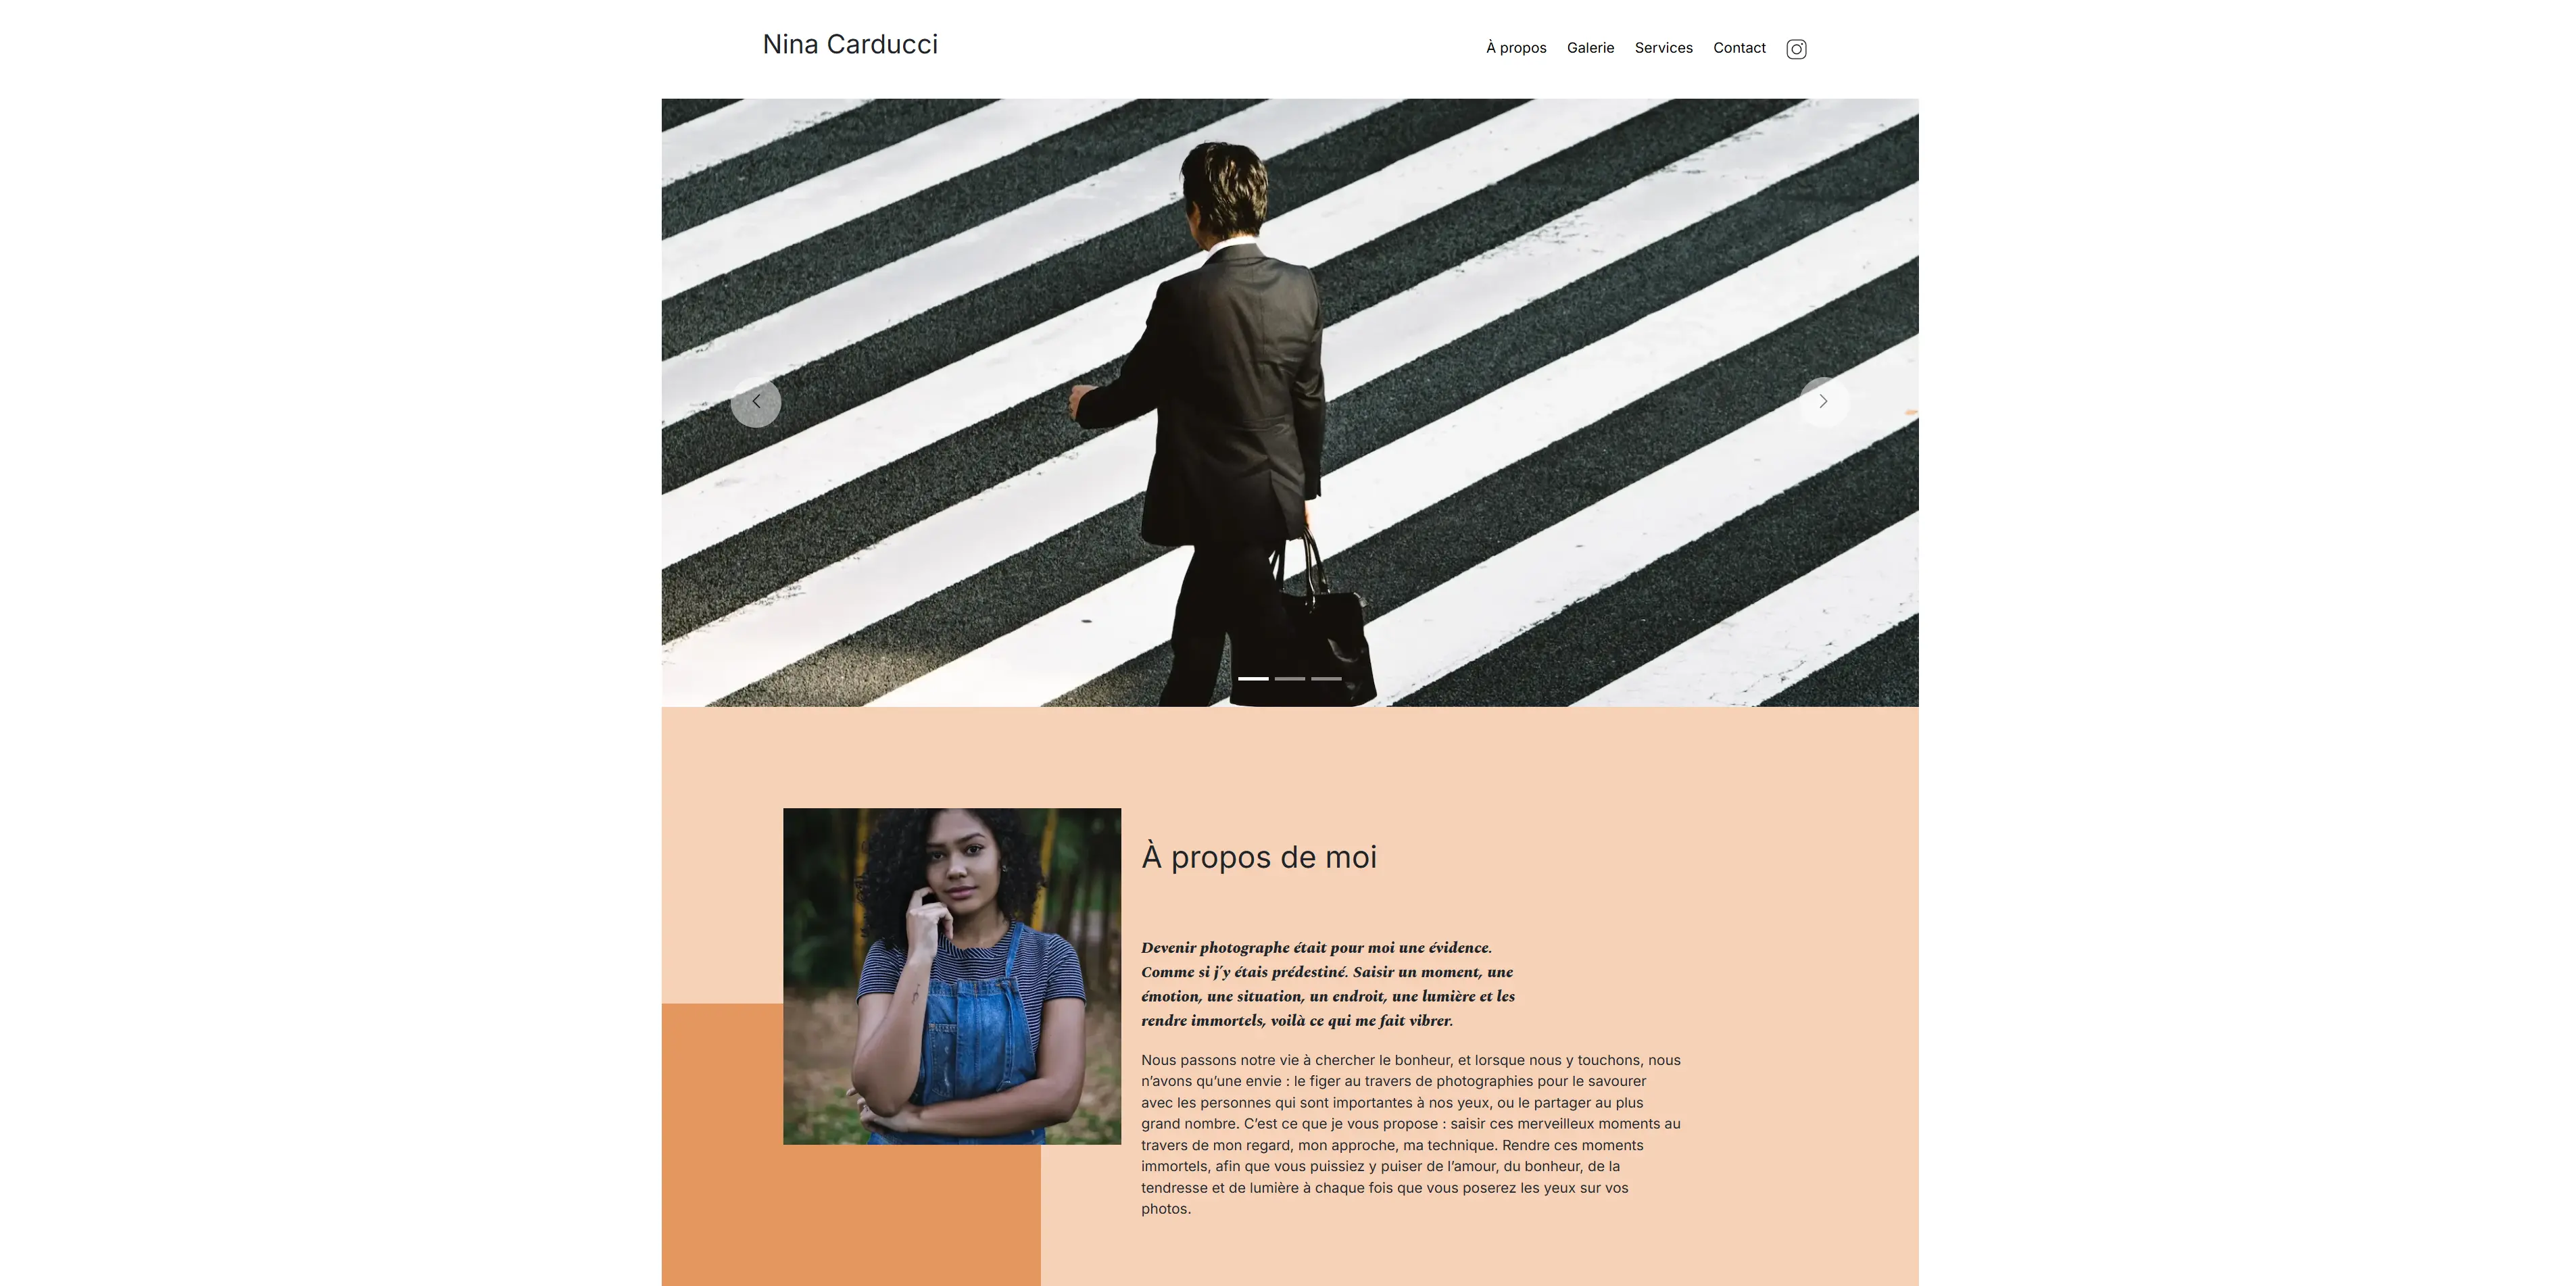 Nina Carducci
À propos Galerie Services Contact
À propos de moi
Devenir photographe était pour moi une évidence.
Comme si j'y étais prédestiné. Saisir un moment, une
émotion, une situation, un endroit, une lumière et les
rendre immortels, voilà ce qui me fait vibrer.
Nous passons notre vie à chercher le bonheur, et lorsque nous y touchons, nous
n’avons qu’une envie : le figer au travers de photographies pour le savourer
avec les personnes qui sont importantes à nos yeux, ou le partager au plus
grand nombre. C’est ce que je vous propose : saisir ces merveilleux moments au
travers de mon regard, mon approche, ma technique. Rendre ces moments
immortels, afin que vous puissiez y puiser de l’amour, du bonheur, de la
tendresse et de lumière à chaque fois que vous poserez les yeux sur vos
photos.